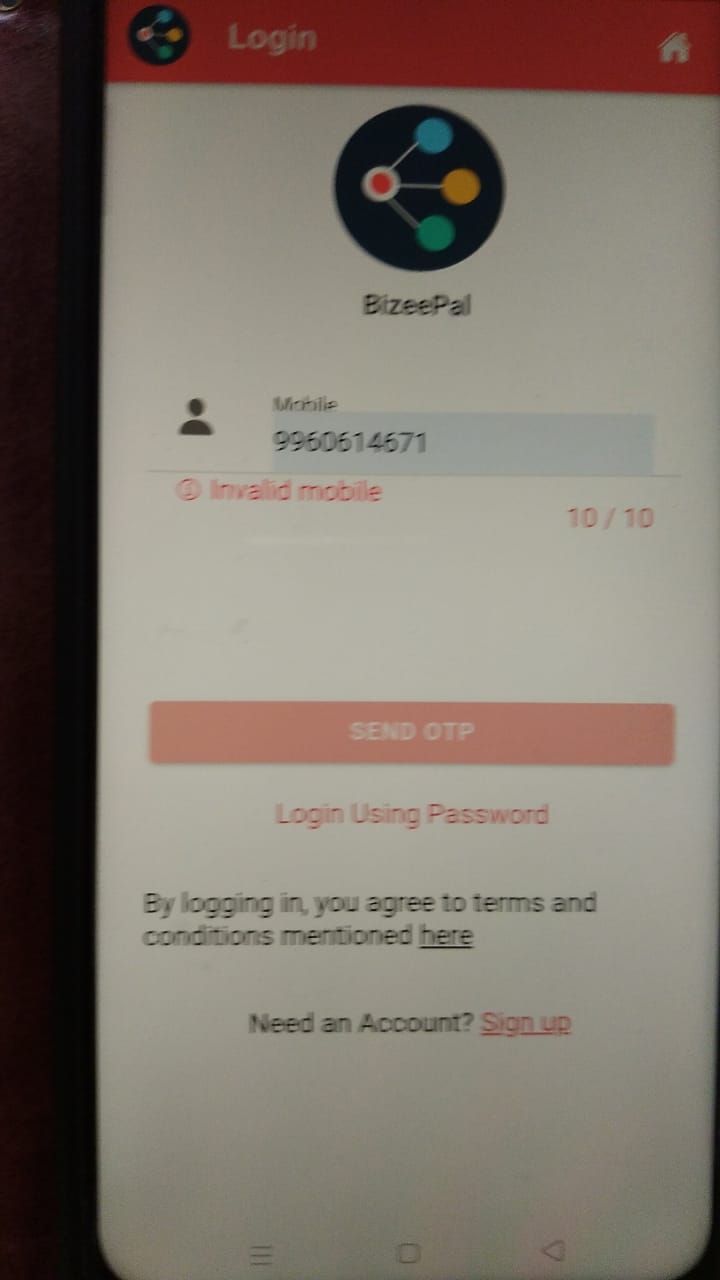 Login
BizeePal
Mobile
9960614671
Invalid mobile
10 / 10
SEND OTP
Login Using Password
By logging in, you agree to terms and
conditions mentioned here
Need an Account? Sign up